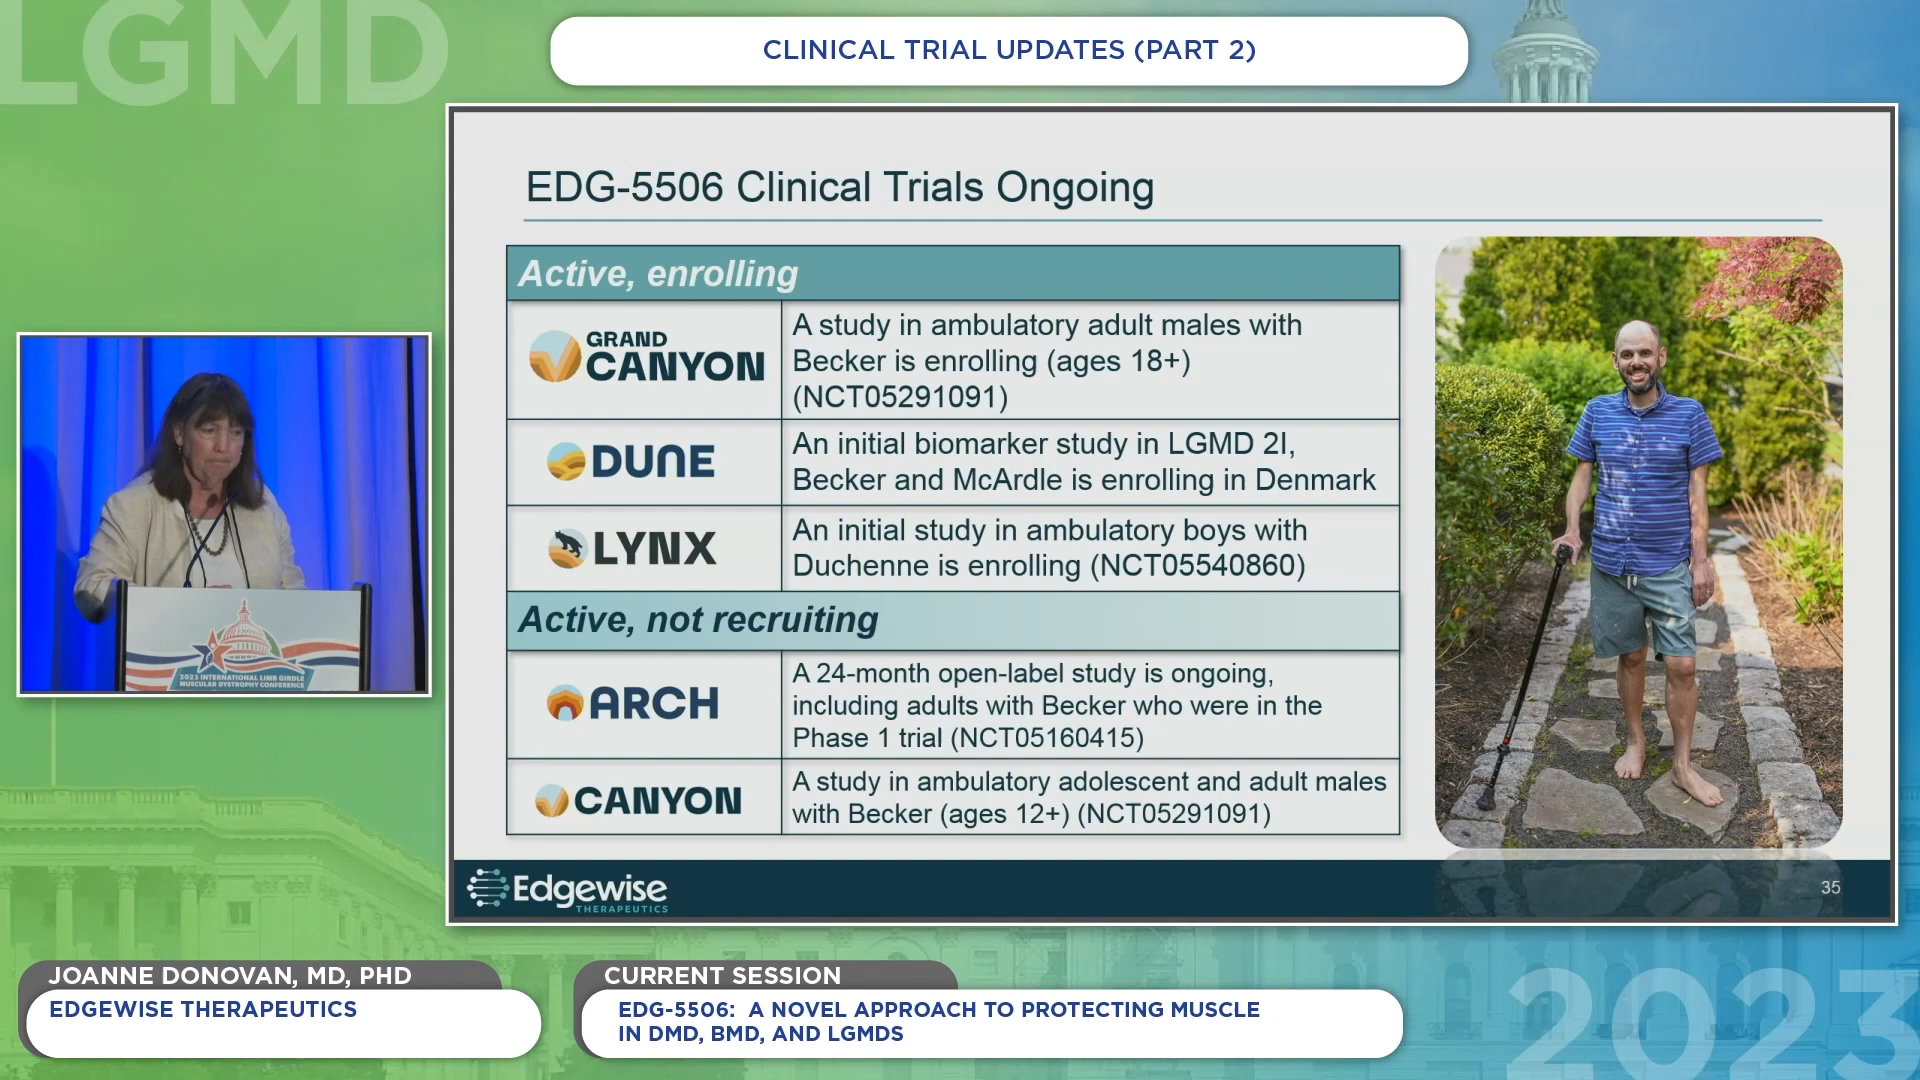 LGMD
CLINICAL TRIAL UPDATES (PART 2)
EDG-5506 Clinical Trials Ongoing
Active, enrolling
GRAND
CANYON
A study in ambulatory adult males with
Becker is enrolling (ages 18+)
(NCT05291091)
DUNE
An initial biomarker study in LGMD 2I,
Becker and McArdle is enrolling in Denmark
LYNX
An initial study in ambulatory boys with
Duchenne is enrolling (NCT05540860)
Active, not recruiting
ARCH
A 24-month open-label study is ongoing,
including adults with Becker who were in the
Phase 1 trial (NCT05160415)
CANYON
A study in ambulatory adolescent and adult males
with Becker (ages 12+) (NCT05291091)
Edgewise
THERAPEUTICS
35
2023 INTERNATIONAL LIMB GIRDLE
MUSCULAR DYSTROPHY CONFERENCE
JOANNE DONOVAN, MD, PHD
EDGEWISE THERAPEUTICS
CURRENT SESSION
EDG-5506: A NOVEL APPROACH TO PROTECTING MUSCLE
IN DMD, BMD, AND LGMDS
2023